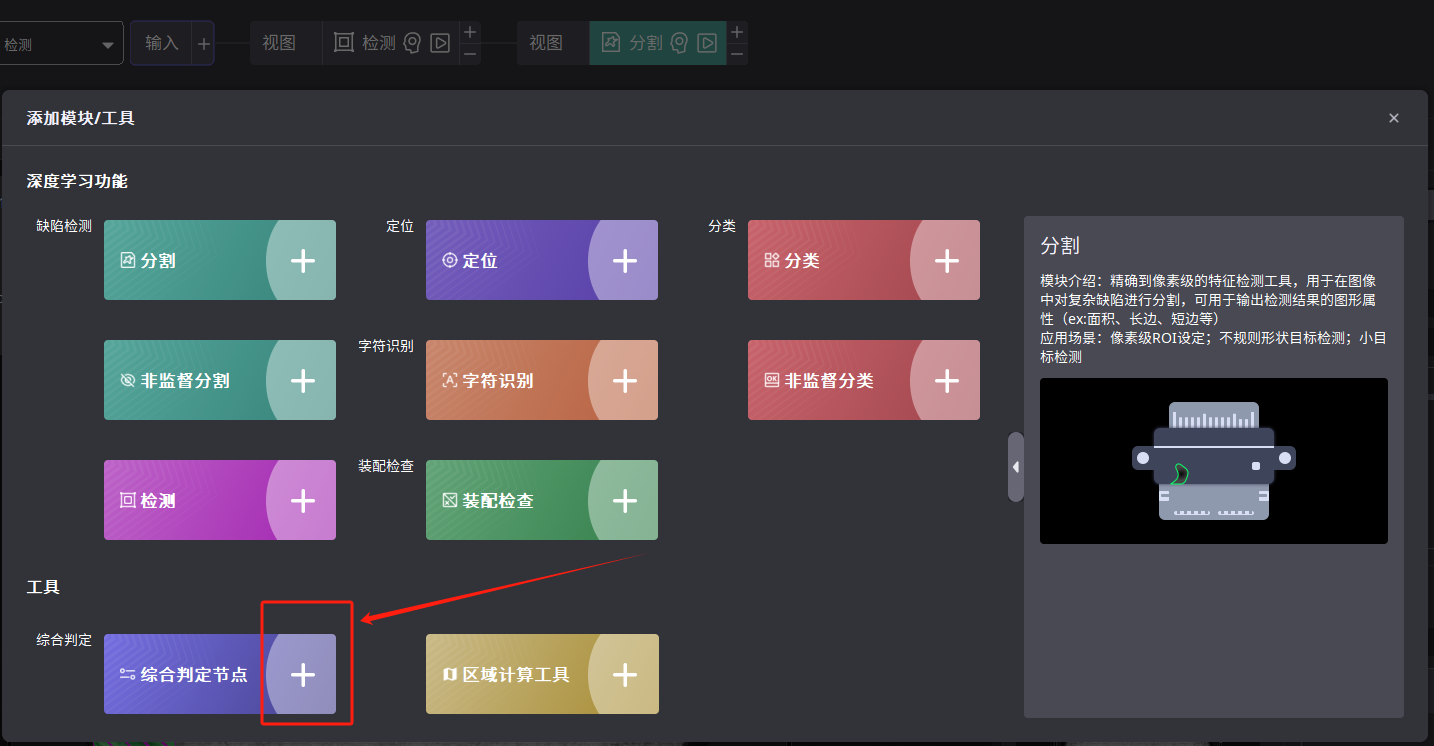 检测
输入
视图
检测
视图
分割
添加模块/工具
深度学习功能
缺陷检测
分割
定位
定位
分类
分类
非监督分割
字符识别
字符识别
非监督分类
检测
装配检查
装配检查
工具
综合判定
综合判定节点
区域计算工具
分割
模块介绍：精确到像素级的特征检测工具，用于在图像
中对复杂缺陷进行分割，可用于输出检测结果的图形属
性（ex:面积、长边、短边等）
应用场景：像素级ROI设定；不规则形状目标检测；小目
标检测